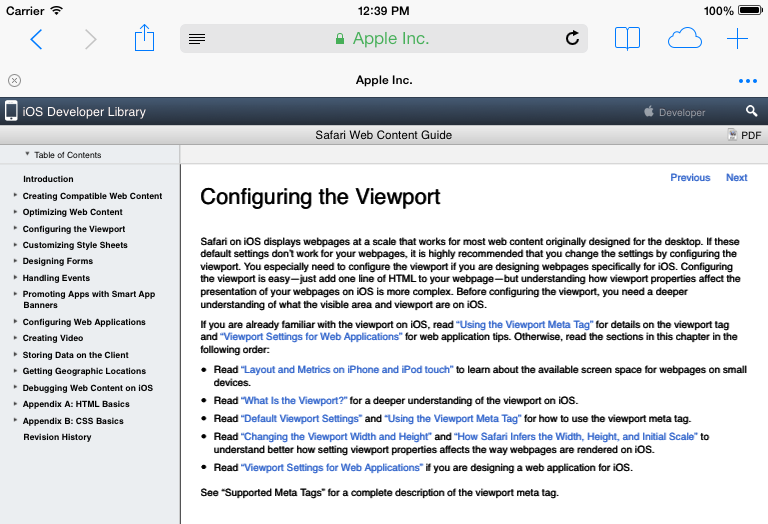 Carrier 12:39 PM 100%
Apple Inc.
Apple Inc.
iOS Developer Library Developer
Safari Web Content Guide PDF
Table of Contents
Introduction
Creating Compatible Web Content
Optimizing Web Content
Configuring the Viewport
Customizing Style Sheets
Designing Forms
Handling Events
Promoting Apps with Smart App
Banners
Configuring Web Applications
Creating Video
Storing Data on the Client
Getting Geographic Locations
Debugging Web Content on iOS
Appendix A: HTML Basics
Appendix B: CSS Basics
Revision History
Previous Next
Configuring the Viewport
Safari on iOS displays webpages at a scale that works for most web content originally designed for the desktop. If these
default settings don't work for your webpages, it is highly recommended that you change the settings by configuring the
viewport. You especially need to configure the viewport if you are designing webpages specifically for iOS. Configuring
the viewport is easy—just add one line of HTML to your webpage—but understanding how viewport properties affect the
presentation of your webpages on iOS is more complex. Before configuring the viewport, you need a deeper
understanding of what the visible area and viewport are on iOS.
If you are already familiar with the viewport on iOS, read “Using the Viewport Meta Tag” for details on the viewport tag
and “Viewport Settings for Web Applications” for web application tips. Otherwise, read the sections in this chapter in the
following order:
• Read “Layout and Metrics on iPhone and iPod touch” to learn about the available screen space for webpages on small
devices.
• Read “What Is the Viewport?” for a deeper understanding of the viewport on iOS.
• Read “Default Viewport Settings” and “Using the Viewport Meta Tag” for how to use the viewport meta tag.
• Read “Changing the Viewport Width and Height” and “How Safari Infers the Width, Height, and Initial Scale” to
understand better how setting viewport properties affects the way webpages are rendered on iOS.
• Read “Viewport Settings for Web Applications” if you are designing a web application for iOS.
See “Supported Meta Tags” for a complete description of the viewport meta tag.